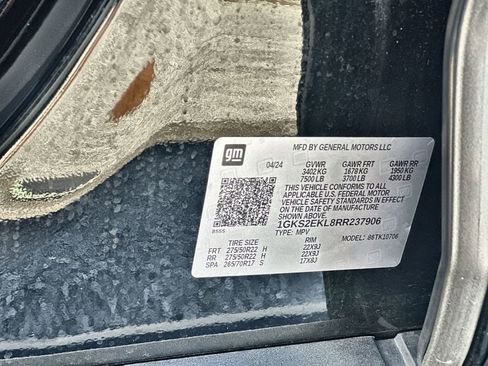 gm
MFD BY GENERAL MOTORS LLC
04/24 GVWR GAWR FRT GAWR RR
3402 KG 1678 KG 1950 KG
7500 LB 3700 LB 4300 LB
THIS VEHICLE CONFORMS TO ALL
APPLICABLE U.S. FEDERAL MOTOR
VEHICLE SAFETY STANDARDS IN EFFECT
ON THE DATE OF MANUFACTURE
SHOWN ABOVE.
1GKS2EKL8RR237906
TYPE: MPV MODEL: 86TK10706
TIRE SIZE RIM
FRT 275/50R22 H 22X9J
RR 275/50R22 H 22X9J
SPA 265/70R17 S 17X8J